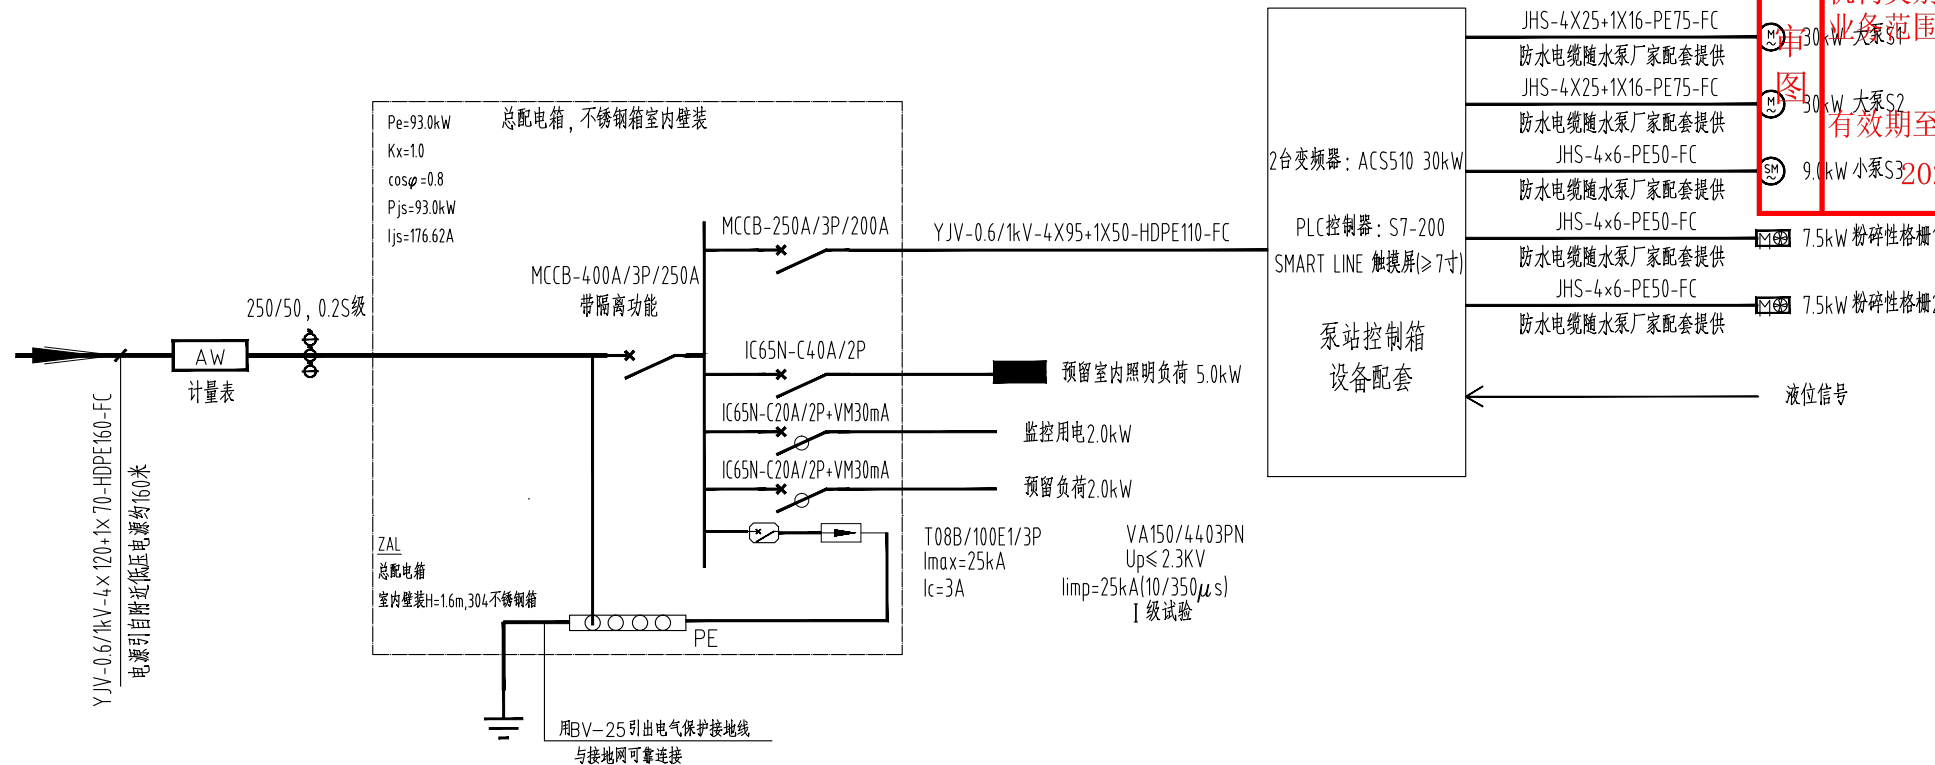 Pe=93.0kW
Kx=1.0
cosφ=0.8
Pjs=93.0kW
Ijs=176.62A
总配电箱, 不锈钢箱室内壁装
MCCB-400A/3P/250A
带隔离功能
250/50, 0.2S级
AW
计量表
YJV-0.6/1kV-4×120+1×70-HDPE160-FC
电源引自附近低压电源约160米
MCCB-250A/3P/200A
YJV-0.6/1kV-4X95+1X50-HDPE110-FC
IC65N-C40A/2P
预留室内照明负荷 5.0kW
IC65N-C20A/2P+VM30mA
监控用电2.0kW
IC65N-C20A/2P+VM30mA
预留负荷2.0kW
T08B/100E1/3P
Imax=25kA
Ic=3A
VA150/4403PN
Up≤2.3KV
Iimp=25kA(10/350μs)
I 级试验
ZAL
总配电箱
室内壁装H=1.6m,304不锈钢箱
PE
用BV-25引出电气保护接地线
与接地网可靠连接
2台变频器: ACS510 30kW
PLC控制器: S7-200
SMART LINE 触摸屏(≥7寸)
泵站控制箱
设备配套
JHS-4X25+1X16-PE75-FC
防水电缆随水泵厂家配套提供
M
~
30kW 大泵S1
JHS-4X25+1X16-PE75-FC
防水电缆随水泵厂家配套提供
M
~
30kW 大泵S2
JHS-4×6-PE50-FC
防水电缆随水泵厂家配套提供
SM
~
9.0kW 小泵S3
JHS-4×6-PE50-FC
防水电缆随水泵厂家配套提供
M
7.5kW 粉碎性格栅
JHS-4×6-PE50-FC
防水电缆随水泵厂家配套提供
M
7.5kW 粉碎性格栅
液位信号
审
图
业务范围
有效期至
202